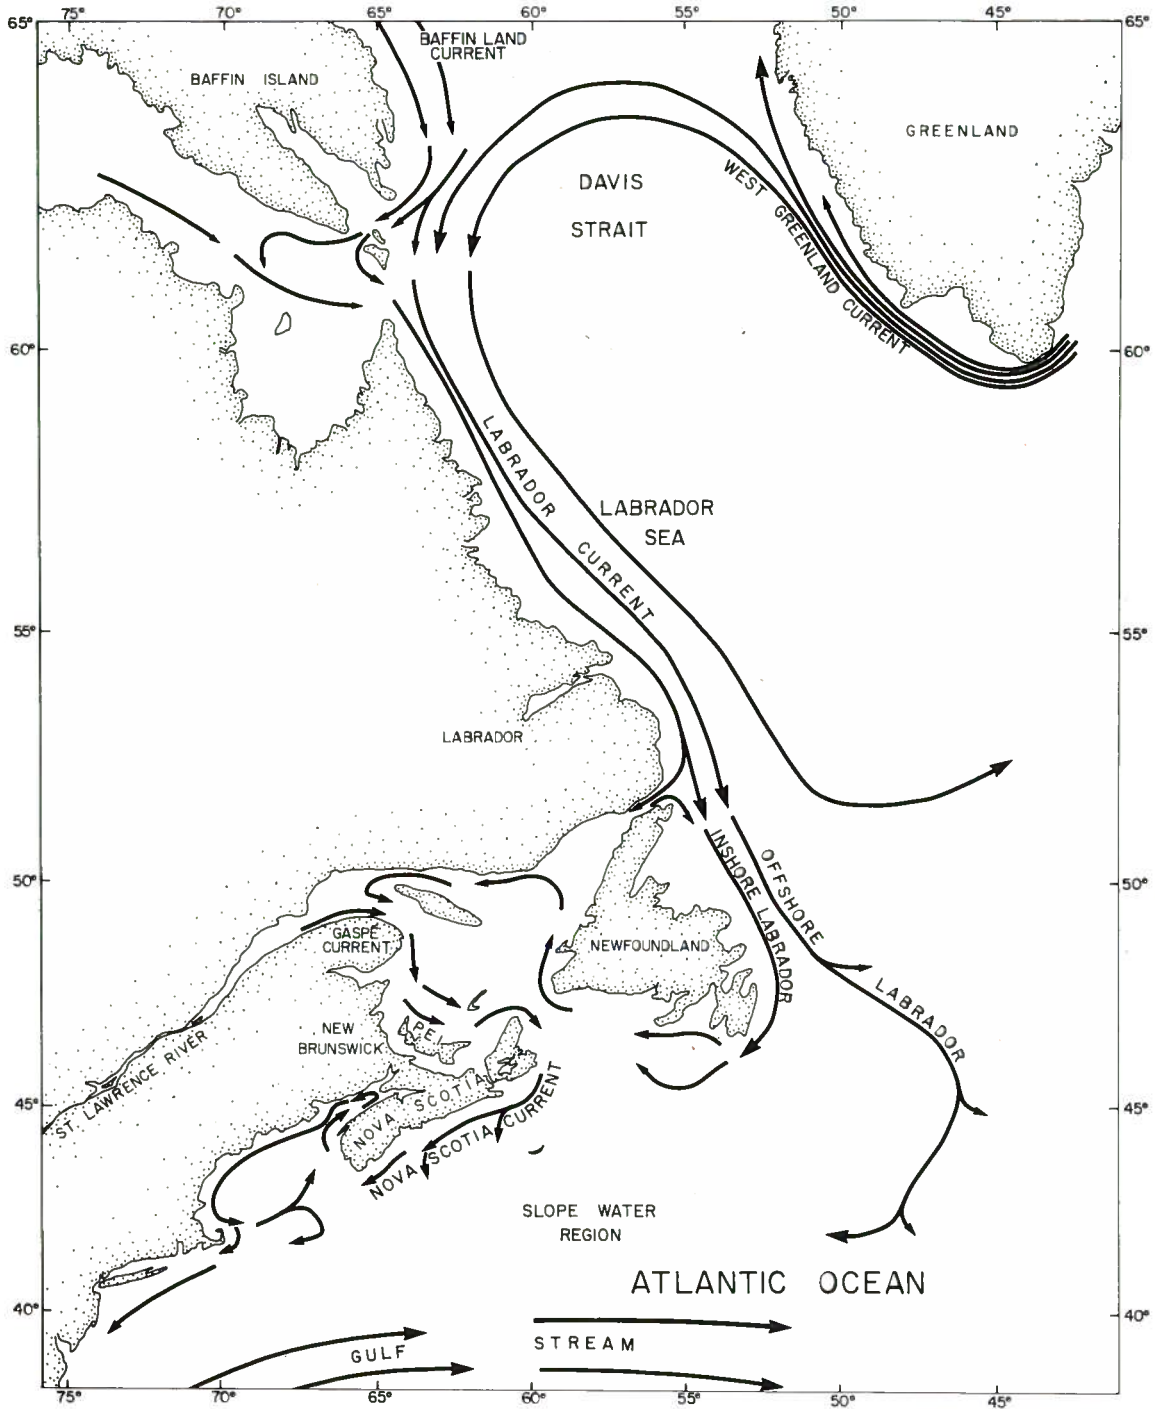 65° 70° 65° 60° 55° 50° 45° 65°
BAFFIN LAND
CURRENT
BAFFIN ISLAND
GREENLAND
DAVIS
STRAIT
WEST GREENLAND CURRENT
60° 60°
LABRADOR CURRENT
LABRADOR
SEA
55° 55°
LABRADOR
INSHORE LABRADOR
OFFSHORE LABRADOR
50° 50°
GASPÉ
CURRENT
NEWFOUNDLAND
NEW
BRUNSWICK
P E I
ST. LAWRENCE RIVER
NOVA SCOTIA
NOVA SCOTIA CURRENT
45° 45°
SLOPE WATER
REGION
ATLANTIC OCEAN
40° 40°
GULF STREAM
75° 70° 65° 60° 55° 50° 45°